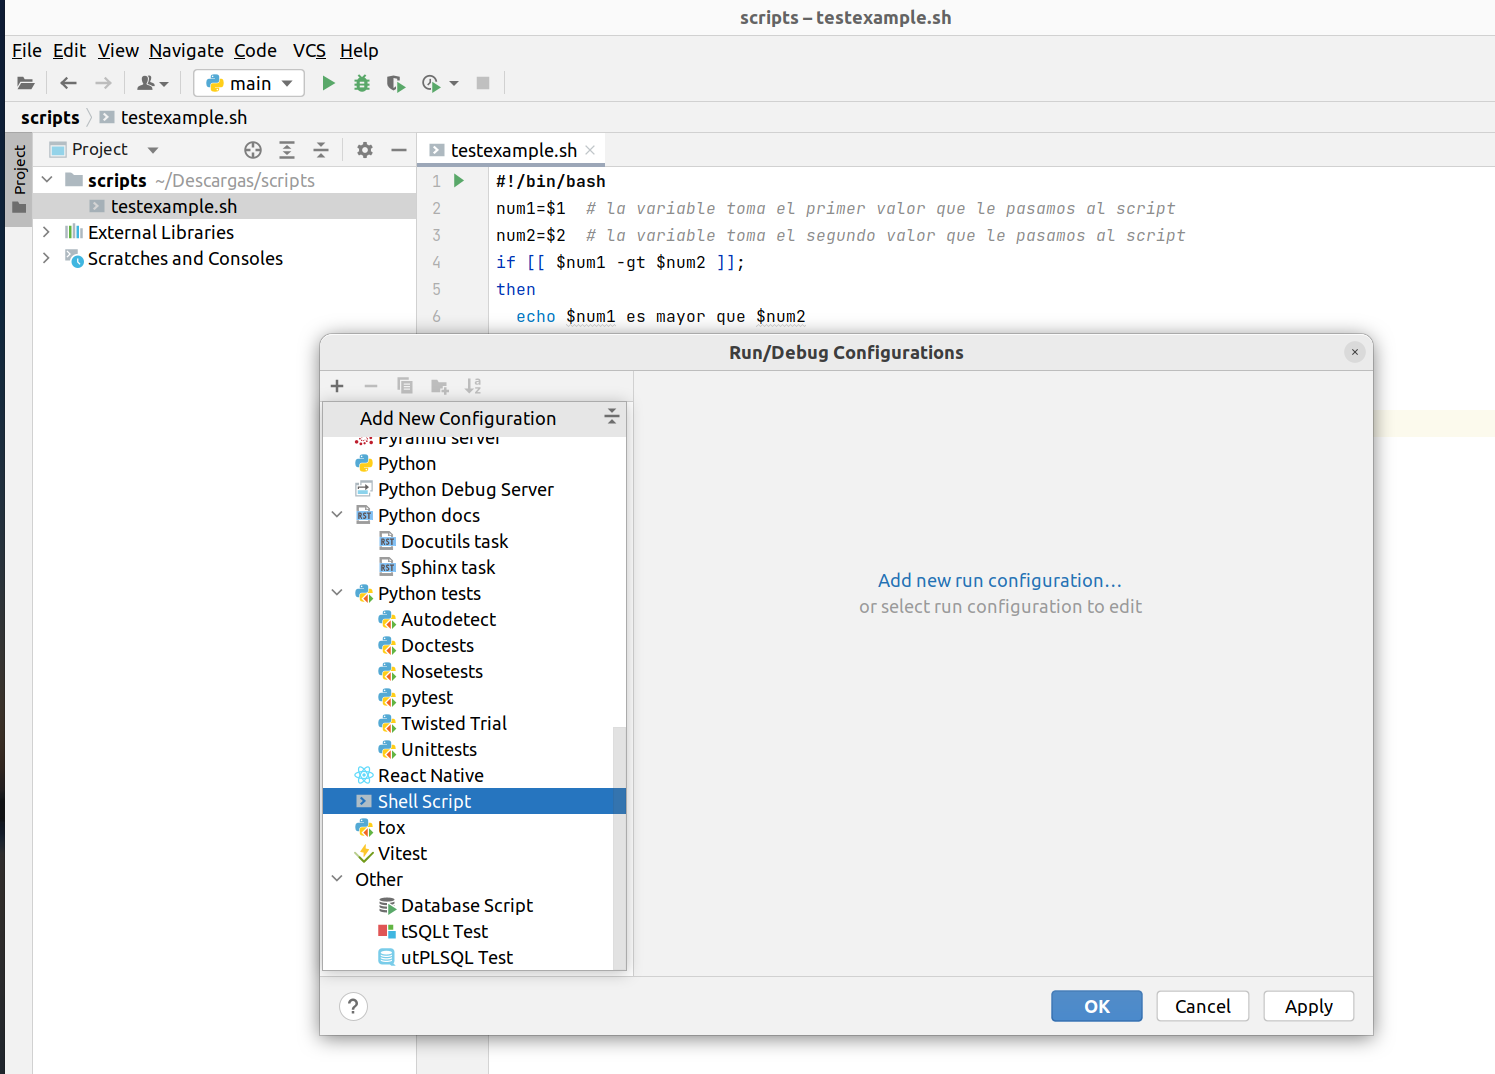 scripts – testexample.sh
File Edit View Navigate Code VCS Help
main
scripts testexample.sh
Project
Project
testexample.sh
scripts ~/Descargas/scripts
testexample.sh
External Libraries
Scratches and Consoles
1 #!/bin/bash
2 num1=$1  # la variable toma el primer valor que le pasamos al script
3 num2=$2  # la variable toma el segundo valor que le pasamos al script
4 if [[ $num1 -gt $num2 ]];
5 then
6   echo $num1 es mayor que $num2
Run/Debug Configurations
Add New Configuration
Pyramid server
Python
Python Debug Server
RST Python docs
RST Docutils task
RST Sphinx task
Python tests
Autodetect
Doctests
Nosetests
pytest
Twisted Trial
Unittests
React Native
Shell Script
tox
Vitest
Other
Database Script
tSQLt Test
utPLSQL Test
Add new run configuration...
or select run configuration to edit
?
OK Cancel Apply